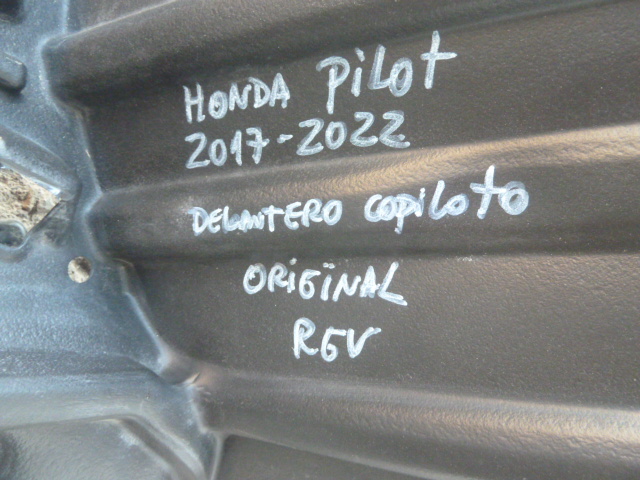 HONDA PiLot
2017-2022
DELANTERO COPiLOTO
ORIGINAL
REV